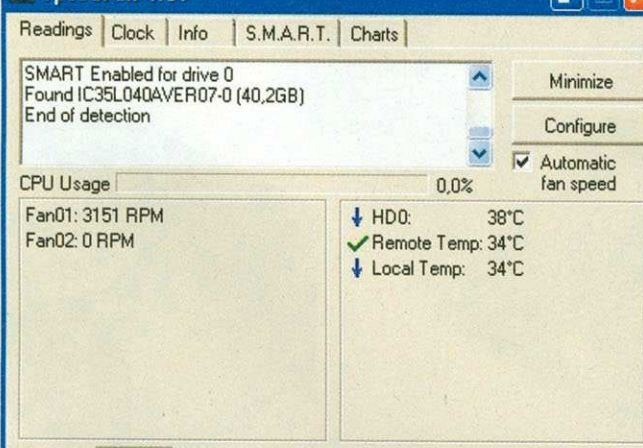 Readings Clock Info S.M.A.R.T. Charts
SMART Enabled for drive 0
Found IC35L040AVER07-0 (40,2GB)
End of detection
Minimize
Configure
Automatic
fan speed
CPU Usage 0,0%
Fan01: 3151 RPM
Fan02: 0 RPM
HD0: 38°C
Remote Temp: 34°C
Local Temp: 34°C